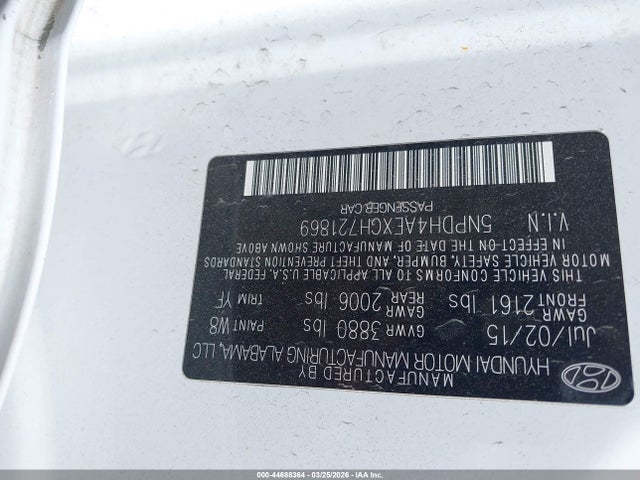 MANUFACTURED BY
HYUNDAI MOTOR MANUFACTURING ALABAMA, LLC
Jul/02/15 GVWR 3880 lbs PAINT W8
GAWR FRONT 2161 lbs GAWR REAR 2006 lbs TRIM YF
THIS VEHICLE CONFORMS TO ALL APPLICABLE U.S.A. FEDERAL
MOTOR VEHICLE SAFETY, BUMPER, AND THEFT PREVENTION STANDARDS
IN EFFECT ON THE DATE OF MANUFACTURE SHOWN ABOVE
V.I.N 5NPDH4AEXGH721869 PASSENGER CAR
000-44688364 | 03/25/2026 - IAA, Inc. | Copart